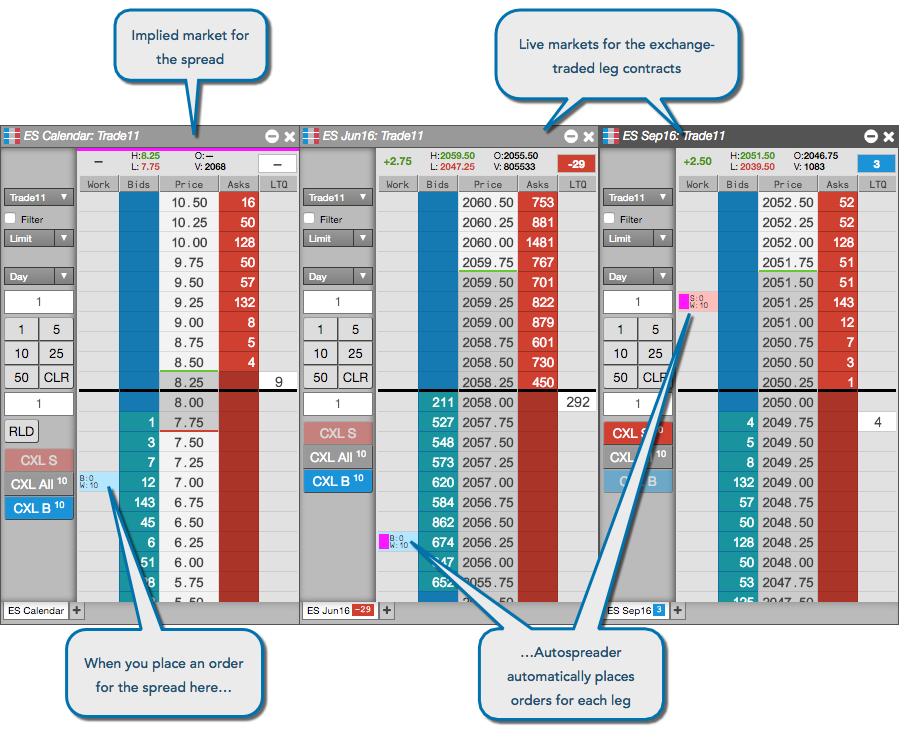 Implied market for
the spread
Live markets for the exchange-
traded leg contracts
ES Calendar: Trade11
— H:8.25 O:— —
L: 7.75 V: 2068
Work Bids Price Asks LTQ
Trade11
Filter
Limit
Day
1
1 5
10 25
50 CLR
1
RLD
CXL S
CXL All 10
CXL B 10
10.50 16
10.25 50
10.00 128
9.75 50
9.50 57
9.25 132
9.00 8
8.75 5
8.50 4
8.25 9
8.00
1 7.75
3 7.50
7 7.25
B:0
W:10
12 7.00
143 6.75
45 6.50
6 6.25
51 6.00
5.75
ES Calendar +
ES Jun16: Trade11
+2.75 H:2059.50 O:2055.50 -29
L: 2047.25 V: 805533
Work Bids Price Asks LTQ
Trade11
Filter
Limit
Day
1
1 5
10 25
50 CLR
1
CXL S
CXL All 10
CXL B 10
2060.50 753
2060.25 881
2060.00 1481
2059.75 767
2059.50 701
2059.25 822
2059.00 879
2058.75 601
2058.50 730
2058.25 450
211 2058.00 292
527 2057.75
548 2057.50
573 2057.25
620 2057.00
584 2056.75
862 2056.50
B:0
W:10
674 2056.25
2056.00
652 2055.75
ES Jun16 -29 +
ES Sep16: Trade11
+2.50 H:2051.50 O:2046.75 3
L: 2039.50 V: 1083
Work Bids Price Asks LTQ
Trade11
Filter
Limit
Day
1
1 5
10 25
50 CLR
1
CXL S
CXL
2052.50 52
2052.25 52
2052.00 128
2051.75 51
2051.50 51
S:0
W:10
2051.25 143
2051.00 12
2050.75 7
2050.50 3
2050.25 1
2050.00
4 2049.75 4
5 2049.50
8 2049.25
132 2049.00
57 2048.75
50 2048.50
128 2048.25
50 2048.00
53 2047.75
125 2047.50
ES Sep16 3 +
When you place an order
for the spread here...
...Autospreader
automatically places
orders for each leg